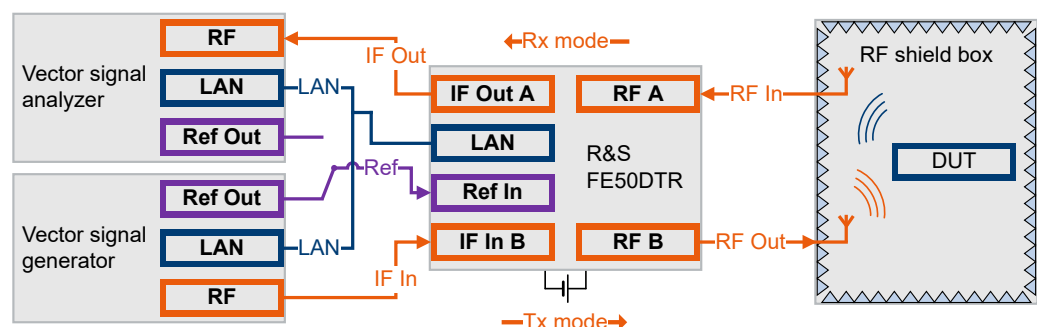 Vector signal
analyzer
RF
LAN
Ref Out
Vector signal
generator
Ref Out
LAN
RF
IF Out
LAN
Ref
LAN
IF In
Rx mode
IF Out A
LAN
Ref In
IF In B
RF A
R&S
FE50DTR
RF B
Tx mode
RF In
RF Out
RF shield box
DUT